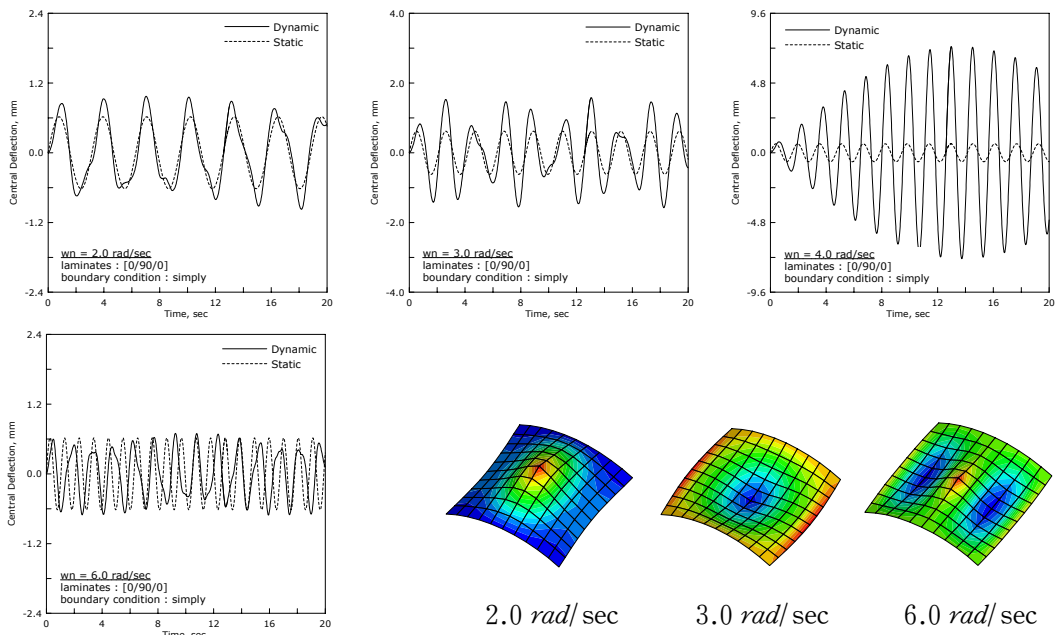 2.4
1.2
0.0
-1.2
-2.4
Central Deflection, mm
Dynamic
Static
wn = 2.0 rad/sec
laminates : [0/90/0]
boundary condition : simply
0 4 8 12 16 20
Time, sec
4.0
2.0
0.0
-2.0
-4.0
Central Deflection, mm
Dynamic
Static
wn = 3.0 rad/sec
laminates : [0/90/0]
boundary condition : simply
0 4 8 12 16 20
Time, sec
9.6
4.8
0.0
-4.8
-9.6
Central Deflection, mm
Dynamic
Static
wn = 4.0 rad/sec
laminates : [0/90/0]
boundary condition : simply
0 4 8 12 16 20
Time, sec
2.4
1.2
0.0
-1.2
-2.4
Central Deflection, mm
Dynamic
Static
wn = 6.0 rad/sec
laminates : [0/90/0]
boundary condition : simply
0 4 8 12 16 20
Time, sec
2.0 rad/sec
3.0 rad/sec
6.0 rad/sec